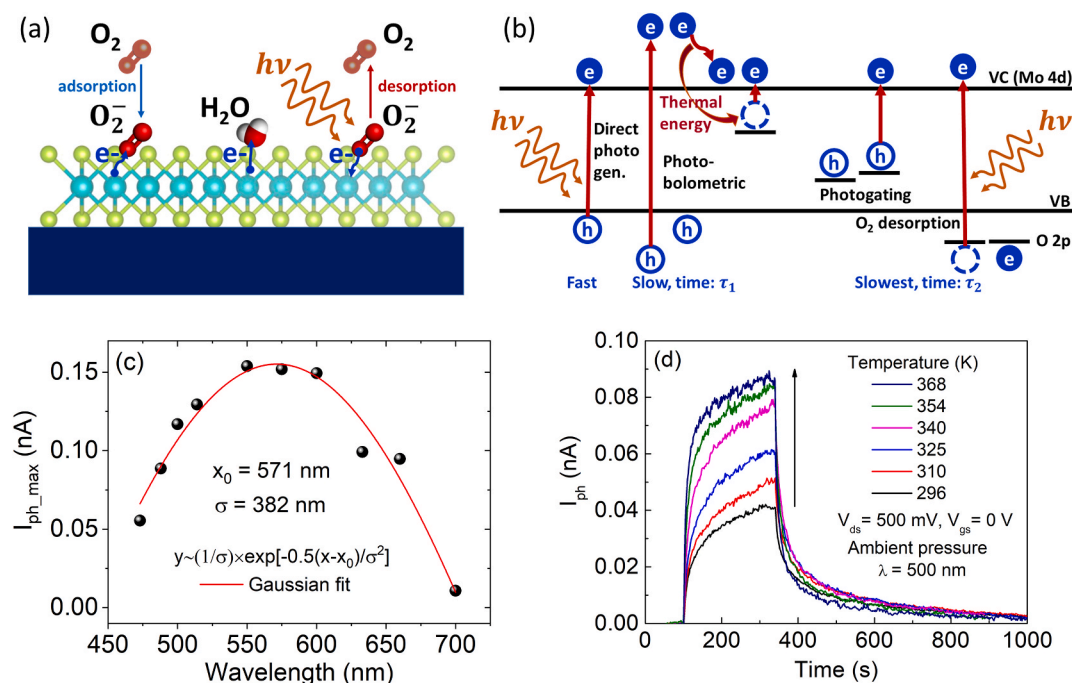 (a)
O₂
O₂
hν
adsorption
desorption
O₂⁻
H₂O
O₂⁻
e-
e-
e-
(b)
e
e
e
e
e
e
e
VC (Mo 4d)
Thermal
energy
hν
hν
Direct
photo
gen.
Photo-
bolometric
h
h
Photogating
VB
O₂ desorption
h
h
h
O 2p
e
Fast
Slow, time: τ₁
Slowest, time: τ₂
(c)
I_ph_max (nA)
0.15
0.10
0.05
0.00
x₀ = 571 nm
σ = 382 nm
y~(1/σ)×exp[-0.5(x-x₀)/σ²]
Gaussian fit
450 500 550 600 650 700
Wavelength (nm)
(d)
I_ph (nA)
0.10
0.08
0.06
0.04
0.02
0.00
Temperature (K)
368
354
340
325
310
296
V_ds= 500 mV, V_gs= 0 V
Ambient pressure
λ = 500 nm
0 200 400 600 800 1000
Time (s)